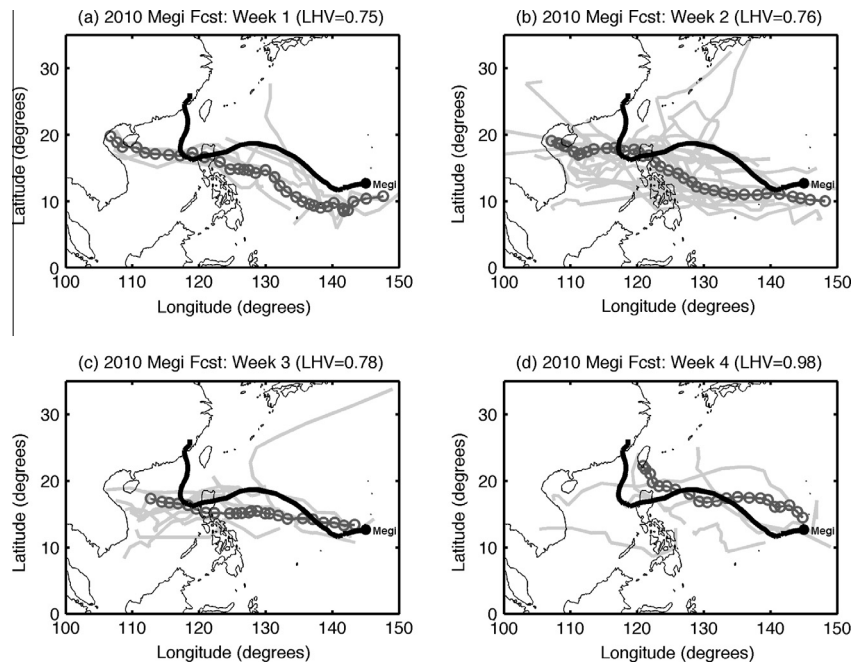 (a) 2010 Megi Fcst: Week 1 (LHV=0.75)
Latitude (degrees)
30
20
10
0
Megi
100 110 120 130 140 150
Longitude (degrees)
(b) 2010 Megi Fcst: Week 2 (LHV=0.76)
Latitude (degrees)
30
20
10
0
Megi
100 110 120 130 140 150
Longitude (degrees)
(c) 2010 Megi Fcst: Week 3 (LHV=0.78)
Latitude (degrees)
30
20
10
0
Megi
100 110 120 130 140 150
Longitude (degrees)
(d) 2010 Megi Fcst: Week 4 (LHV=0.98)
Latitude (degrees)
30
20
10
0
Megi
100 110 120 130 140 150
Longitude (degrees)